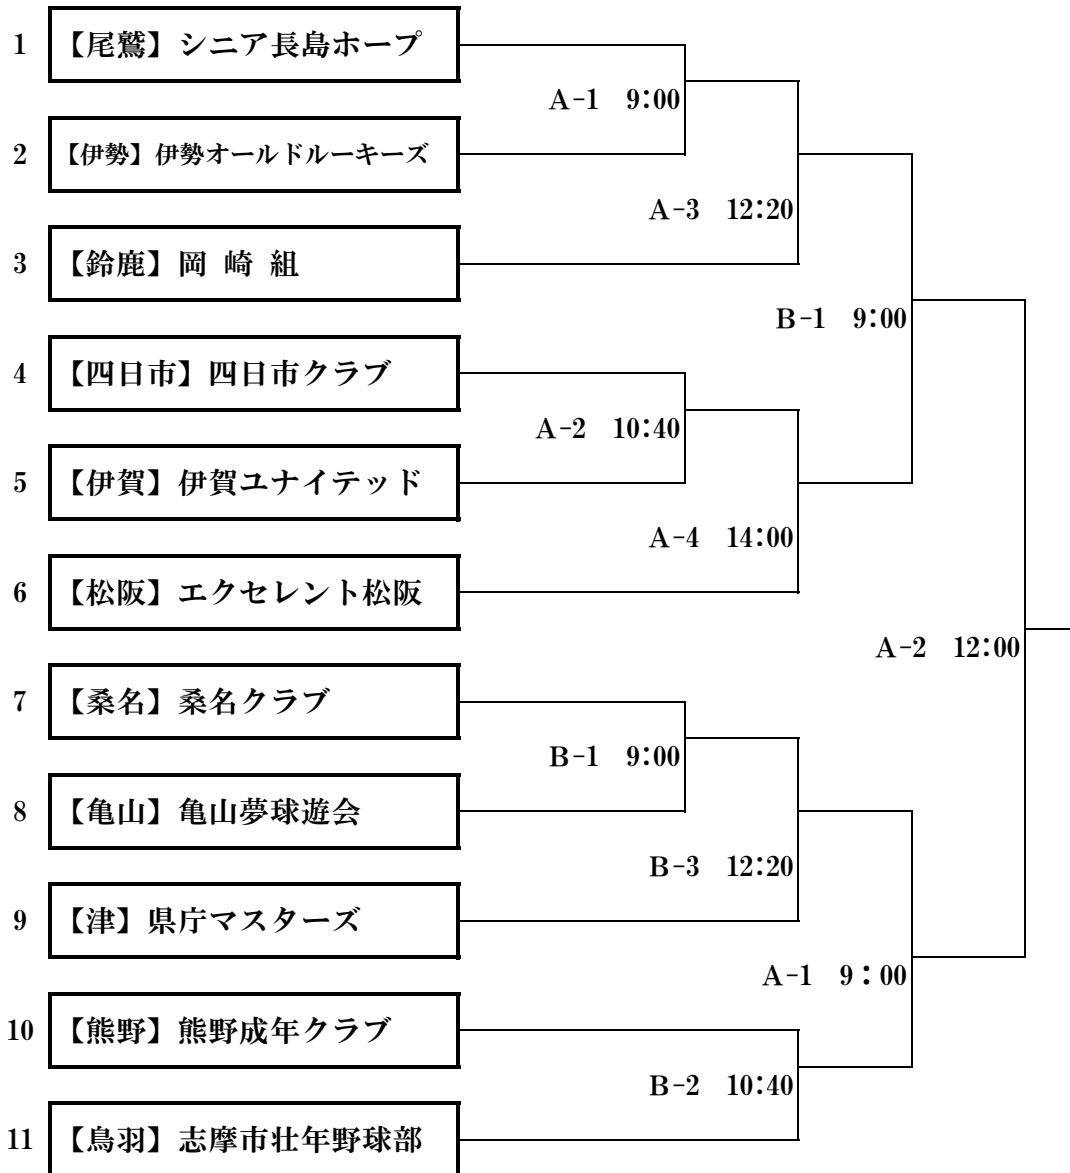 1 【尾鷲】シニア長島ホープ
A-1 9:00
2 【伊勢】伊勢オールドルーキーズ
A-3 12:20
3 【鈴鹿】岡 崎 組
B-1 9:00
4 【四日市】四日市クラブ
A-2 10:40
5 【伊賀】伊賀ユナイテッド
A-4 14:00
6 【松阪】エクセレント松阪
A-2 12:00
7 【桑名】桑名クラブ
B-1 9:00
8 【亀山】亀山夢球遊会
B-3 12:20
9 【津】県庁マスターズ
A-1 9:00
10 【熊野】熊野成年クラブ
B-2 10:40
11 【鳥羽】志摩市壮年野球部